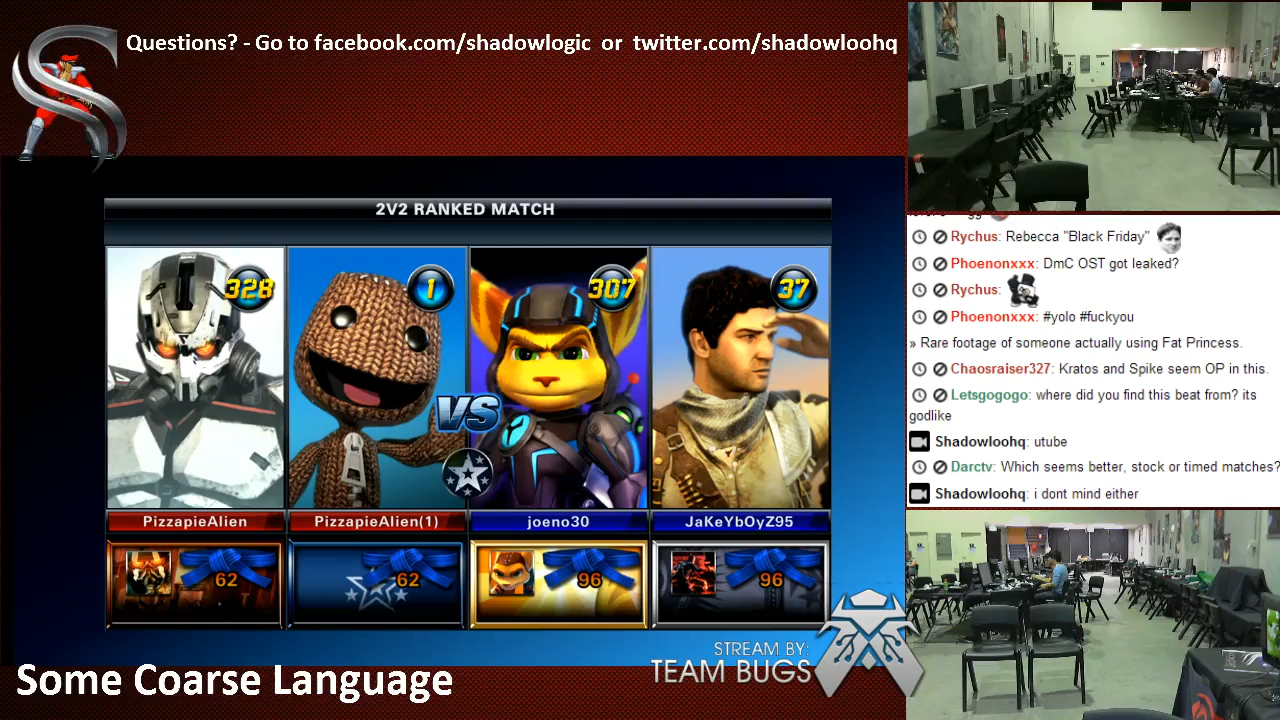 Questions? - Go to facebook.com/shadowlogic or twitter.com/shadowloohq
2V2 RANKED MATCH
328
1
307
37
VS
PizzapieAlien
PizzapieAlien(1)
joeno30
JaKeYbOyZ95
62
62
96
96
STREAM BY:
TEAM BUGS
Some Coarse Language
Rychus: Rebecca "Black Friday"
Phoenonxxx: DmC OST got leaked?
Rychus:
Phoenonxxx: #yolo #fuckyou
» Rare footage of someone actually using Fat Princess.
Chaosraiser327: Kratos and Spike seem OP in this.
Letsgogogo: where did you find this beat from? its
godlike
Shadowloohq: utube
Darctv: Which seems better, stock or timed matches?
Shadowloohq: i dont mind either